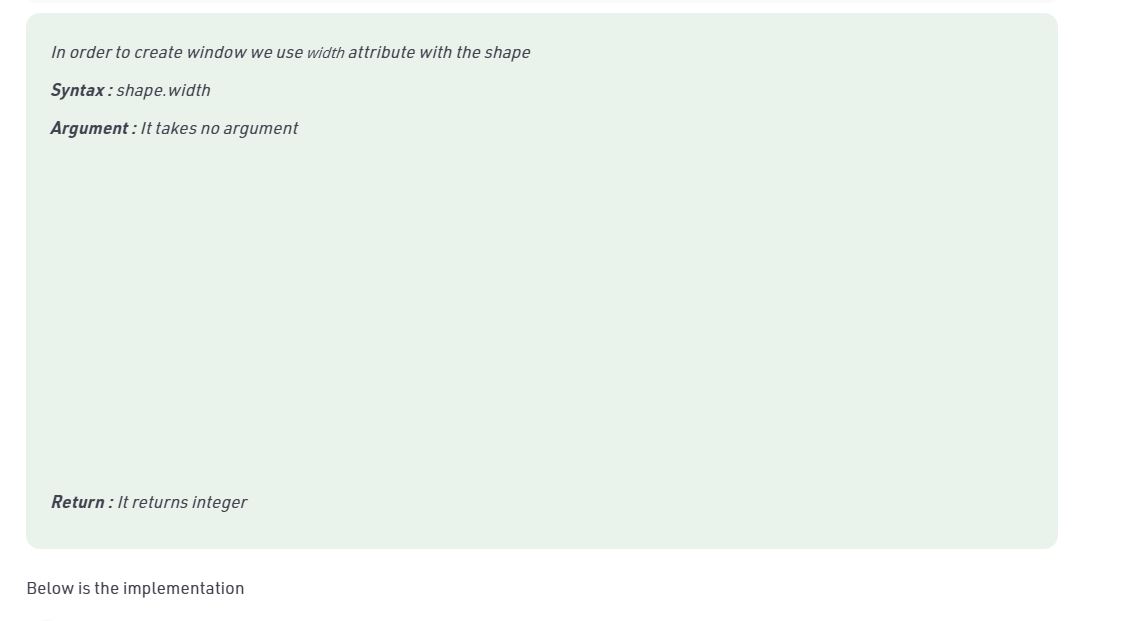 In order to create window we use width attribute with the shape
Syntax : shape.width
Argument : It takes no argument
Return : It returns integer
Below is the implementation